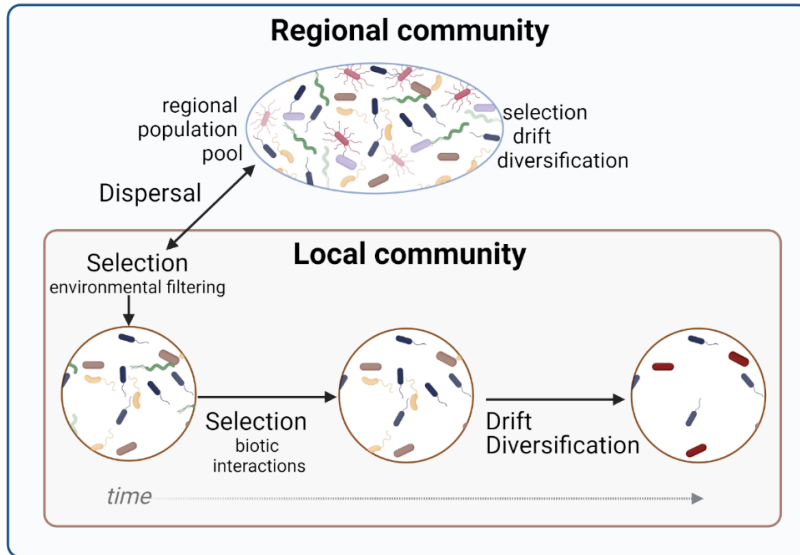 Regional community
regional
population
pool
selection
drift
diversification
Dispersal
Local community
Selection
environmental filtering
Selection
biotic
interactions
Drift
Diversification
time